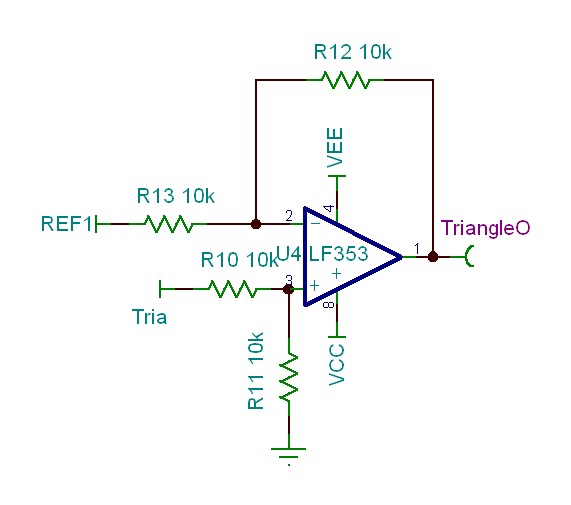 R12 10k
VEE
R13 10k
REF1
2
4
−
TriangleO
R10 10k
U4 LF353
1
3
+
+
Tria
8
R11 10k
VCC